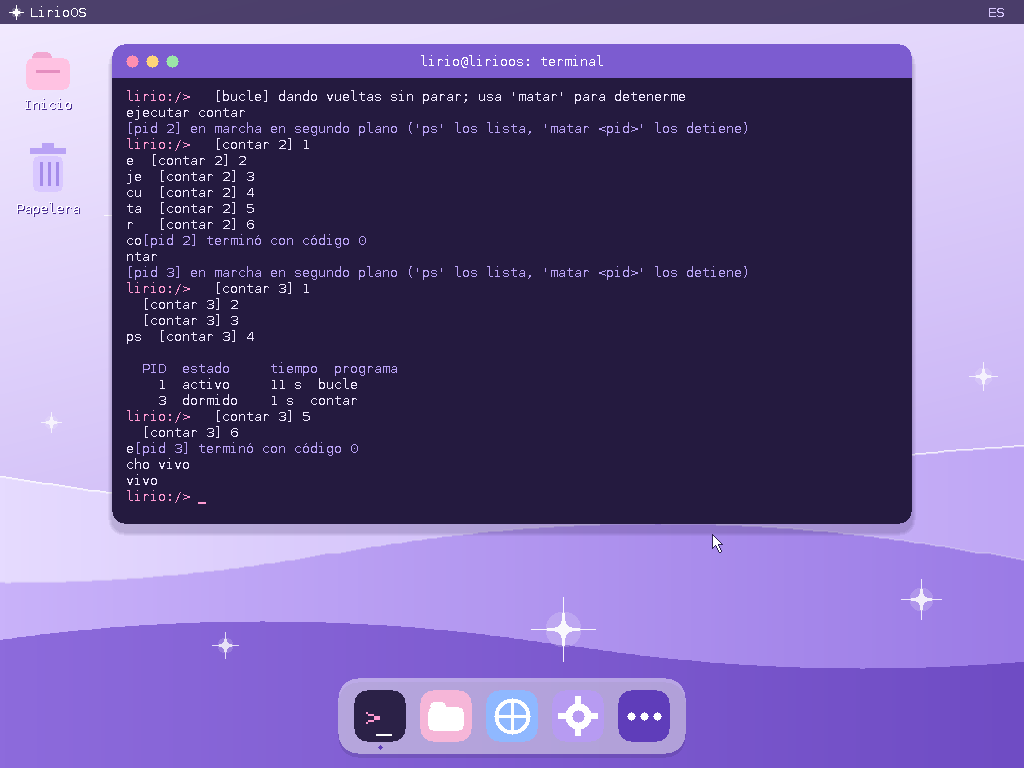 LirioOS
ES
Inicio
Papelera
lirio@lirioos: terminal
lirio:/>   [bucle] dando vueltas sin parar; usa 'matar' para detenerme
ejecutar contar
[pid 2] en marcha en segundo plano ('ps' los lista, 'matar <pid>' los detiene)
lirio:/>   [contar 2] 1
e  [contar 2] 2
je  [contar 2] 3
cu  [contar 2] 4
ta  [contar 2] 5
r   [contar 2] 6
co[pid 2] terminó con código 0
ntar
[pid 3] en marcha en segundo plano ('ps' los lista, 'matar <pid>' los detiene)
lirio:/>   [contar 3] 1
  [contar 3] 2
  [contar 3] 3
ps  [contar 3] 4
  PID  estado     tiempo  programa
    1  activo     11 s  bucle
    3  dormido    1 s  contar
lirio:/>   [contar 3] 5
  [contar 3] 6
e[pid 3] terminó con código 0
cho vivo
vivo
lirio:/> _
>_